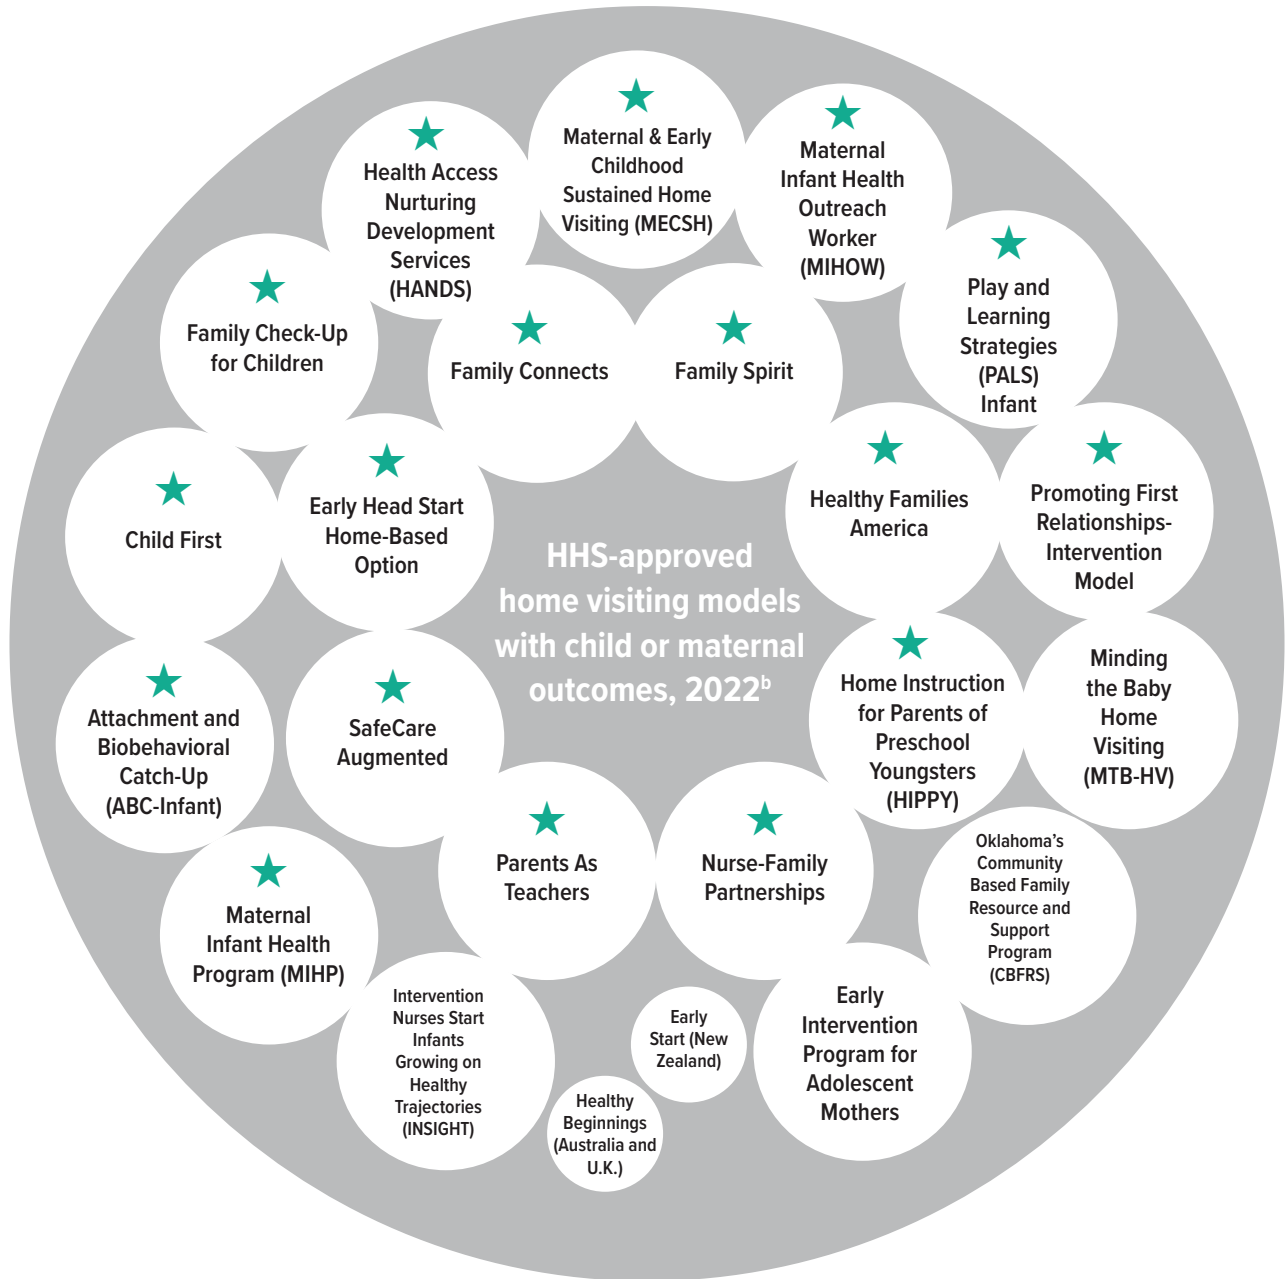 Maternal & Early
Childhood
Sustained Home
Visiting (MECSH)
Maternal
Infant Health
Outreach
Worker
(MIHOW)
Health Access
Nurturing
Development
Services
(HANDS)
Play and
Learning
Strategies
(PALS)
Infant
Family Check-Up
for Children
Family Connects
Family Spirit
Child First
Early Head Start
Home-Based
Option
Healthy Families
America
Promoting First
Relationships-
Intervention
Model
HHS-approved
home visiting models
with child or maternal
outcomes, 2022b
Attachment and
Biobehavioral
Catch-Up
(ABC-Infant)
SafeCare
Augmented
Home Instruction
for Parents of
Preschool
Youngsters
(HIPPY)
Minding
the Baby
Home
Visiting
(MTB-HV)
Parents As
Teachers
Nurse-Family
Partnerships
Oklahoma’s
Community
Based Family
Resource and
Support
Program
(CBFRS)
Maternal
Infant Health
Program (MIHP)
Intervention
Nurses Start
Infants
Growing on
Healthy
Trajectories
(INSIGHT)
Early
Start (New
Zealand)
Early
Intervention
Program for
Adolescent
Mothers
Healthy
Beginnings
(Australia and
U.K.)